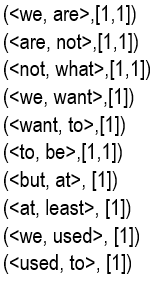 (<we, are>,[1,1])
(<are, not>,[1,1])
(<not, what>,[1,1])
(<we, want>,[1])
(<want, to>,[1])
(<to, be>,[1,1])
(<but, at>, [1])
(<at, least>, [1])
(<we, used>, [1])
(<used, to>, [1])